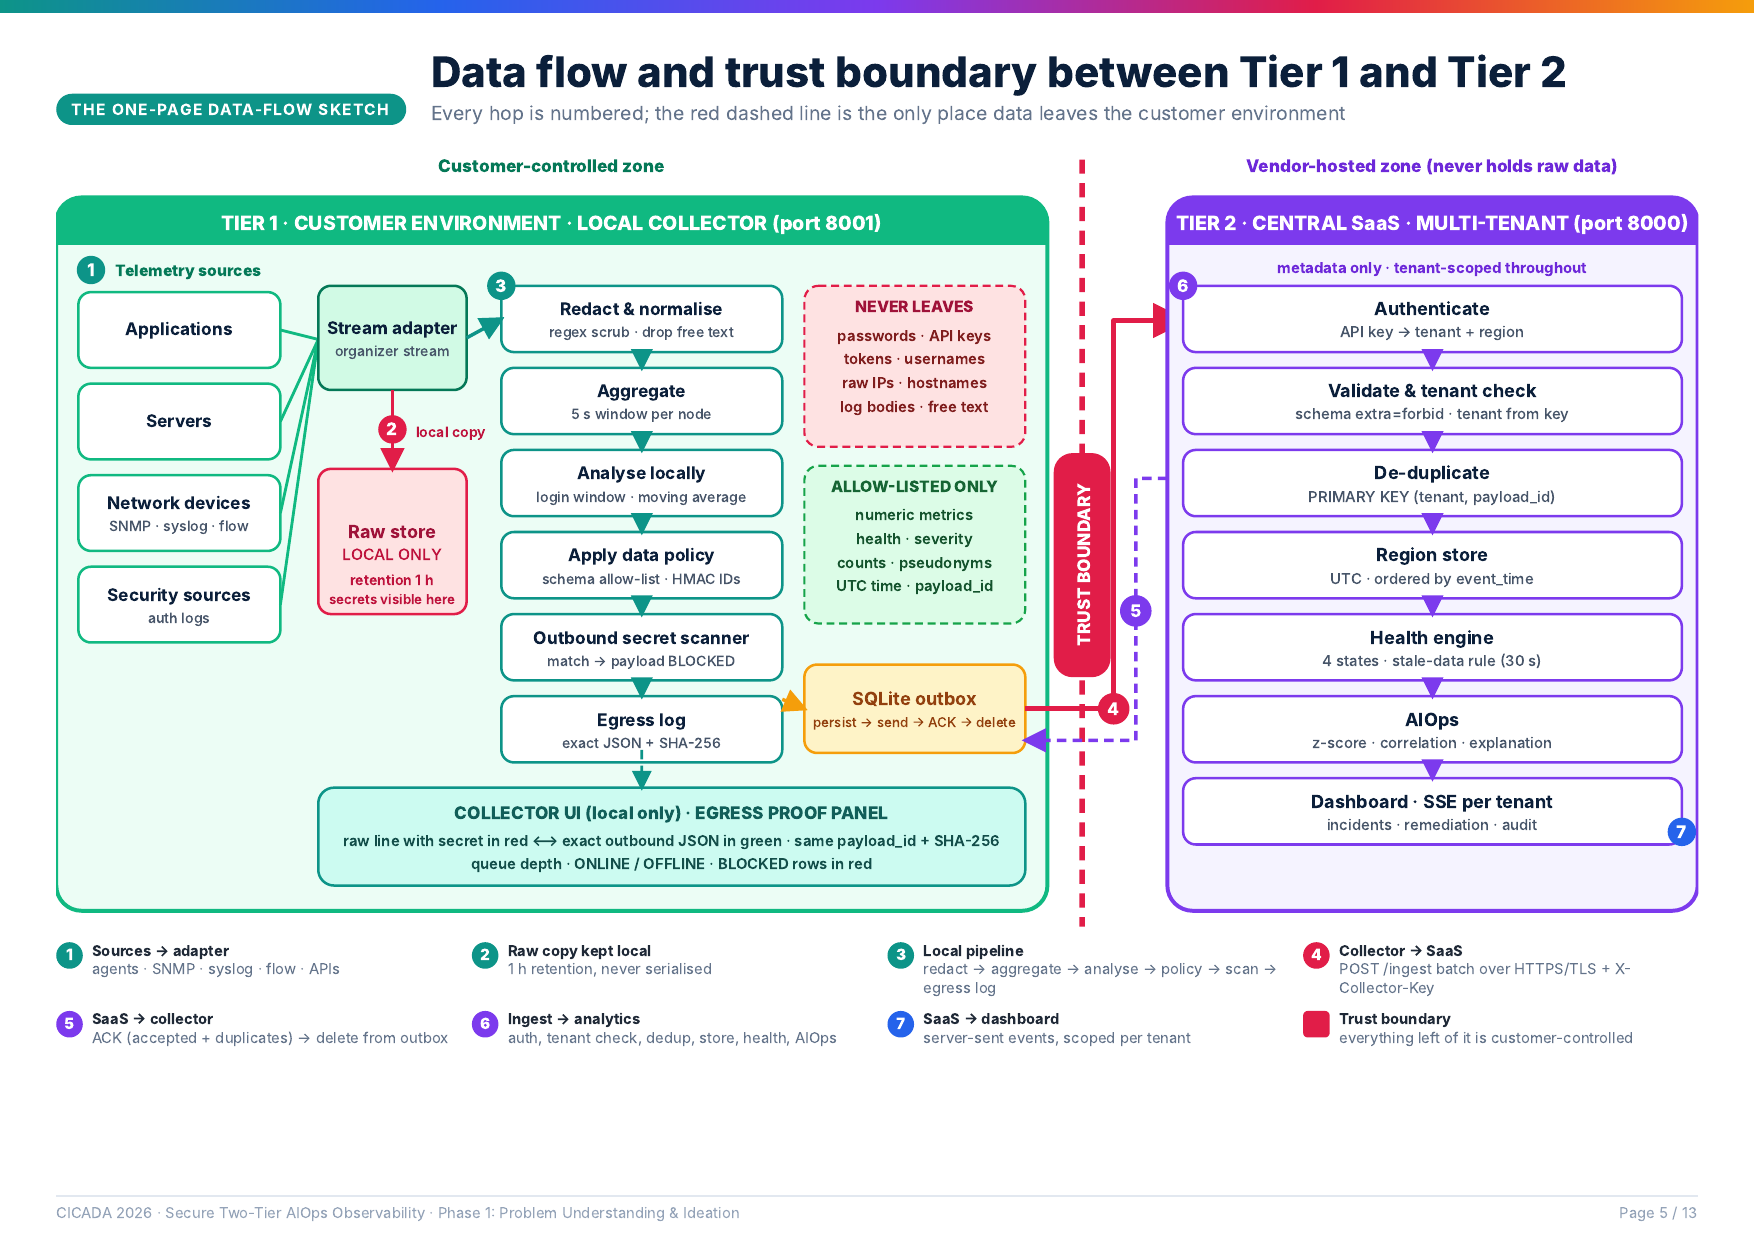 THE ONE-PAGE DATA-FLOW SKETCH
Data flow and trust boundary between Tier 1 and Tier 2
Every hop is numbered; the red dashed line is the only place data leaves the customer environment
Customer-controlled zone
Vendor-hosted zone (never holds raw data)
TIER 1 · CUSTOMER ENVIRONMENT · LOCAL COLLECTOR (port 8001)
1 Telemetry sources
Applications
Servers
Network devices
SNMP · syslog · flow
Security sources
auth logs
Stream adapter
organizer stream
2 local copy
Raw store
LOCAL ONLY
retention 1 h
secrets visible here
3
Redact & normalise
regex scrub · drop free text
Aggregate
5 s window per node
Analyse locally
login window · moving average
Apply data policy
schema allow-list · HMAC IDs
Outbound secret scanner
match → payload BLOCKED
Egress log
exact JSON + SHA-256
NEVER LEAVES
passwords · API keys
tokens · usernames
raw IPs · hostnames
log bodies · free text
ALLOW-LISTED ONLY
numeric metrics
health · severity
counts · pseudonyms
UTC time · payload_id
SQLite outbox
persist → send → ACK → delete
COLLECTOR UI (local only) · EGRESS PROOF PANEL
raw line with secret in red ⟷ exact outbound JSON in green · same payload_id + SHA-256
queue depth · ONLINE / OFFLINE · BLOCKED rows in red
TRUST BOUNDARY
4
5
TIER 2 · CENTRAL SaaS · MULTI-TENANT (port 8000)
metadata only · tenant-scoped throughout
6
Authenticate
API key → tenant + region
Validate & tenant check
schema extra=forbid · tenant from key
De-duplicate
PRIMARY KEY (tenant, payload_id)
Region store
UTC · ordered by event_time
Health engine
4 states · stale-data rule (30 s)
AIOps
z-score · correlation · explanation
Dashboard · SSE per tenant
incidents · remediation · audit
7
1 Sources → adapter
agents · SNMP · syslog · flow · APIs
2 Raw copy kept local
1 h retention, never serialised
3 Local pipeline
redact → aggregate → analyse → policy → scan →
egress log
4 Collector → SaaS
POST /ingest batch over HTTPS/TLS + X-
Collector-Key
5 SaaS → collector
ACK (accepted + duplicates) → delete from outbox
6 Ingest → analytics
auth, tenant check, dedup, store, health, AIOps
7 SaaS → dashboard
server-sent events, scoped per tenant
Trust boundary
everything left of it is customer-controlled
CICADA 2026 · Secure Two-Tier AIOps Observability · Phase 1: Problem Understanding & Ideation
Page 5 / 13